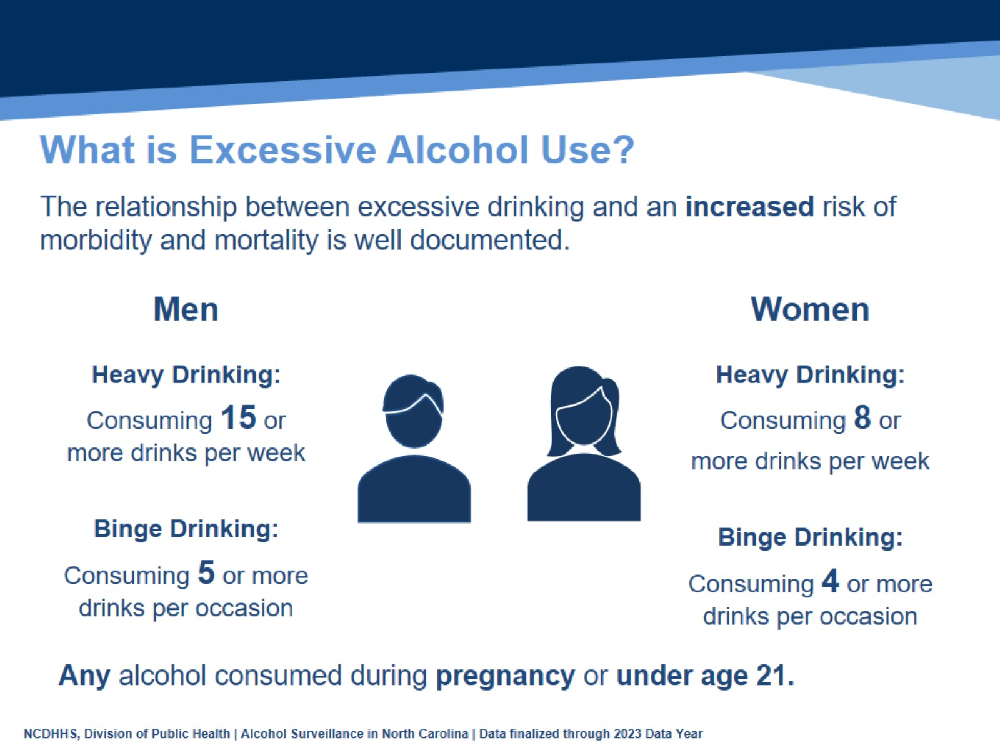 What is Excessive Alcohol Use?
The relationship between excessive drinking and an increased risk of
morbidity and mortality is well documented.
Men
Heavy Drinking:
Consuming 15 or
more drinks per week
Binge Drinking:
Consuming 5 or more
drinks per occasion
Women
Heavy Drinking:
Consuming 8 or
more drinks per week
Binge Drinking:
Consuming 4 or more
drinks per occasion
Any alcohol consumed during pregnancy or under age 21.
NCDHHS, Division of Public Health | Alcohol Surveillance in North Carolina | Data finalized through 2023 Data Year